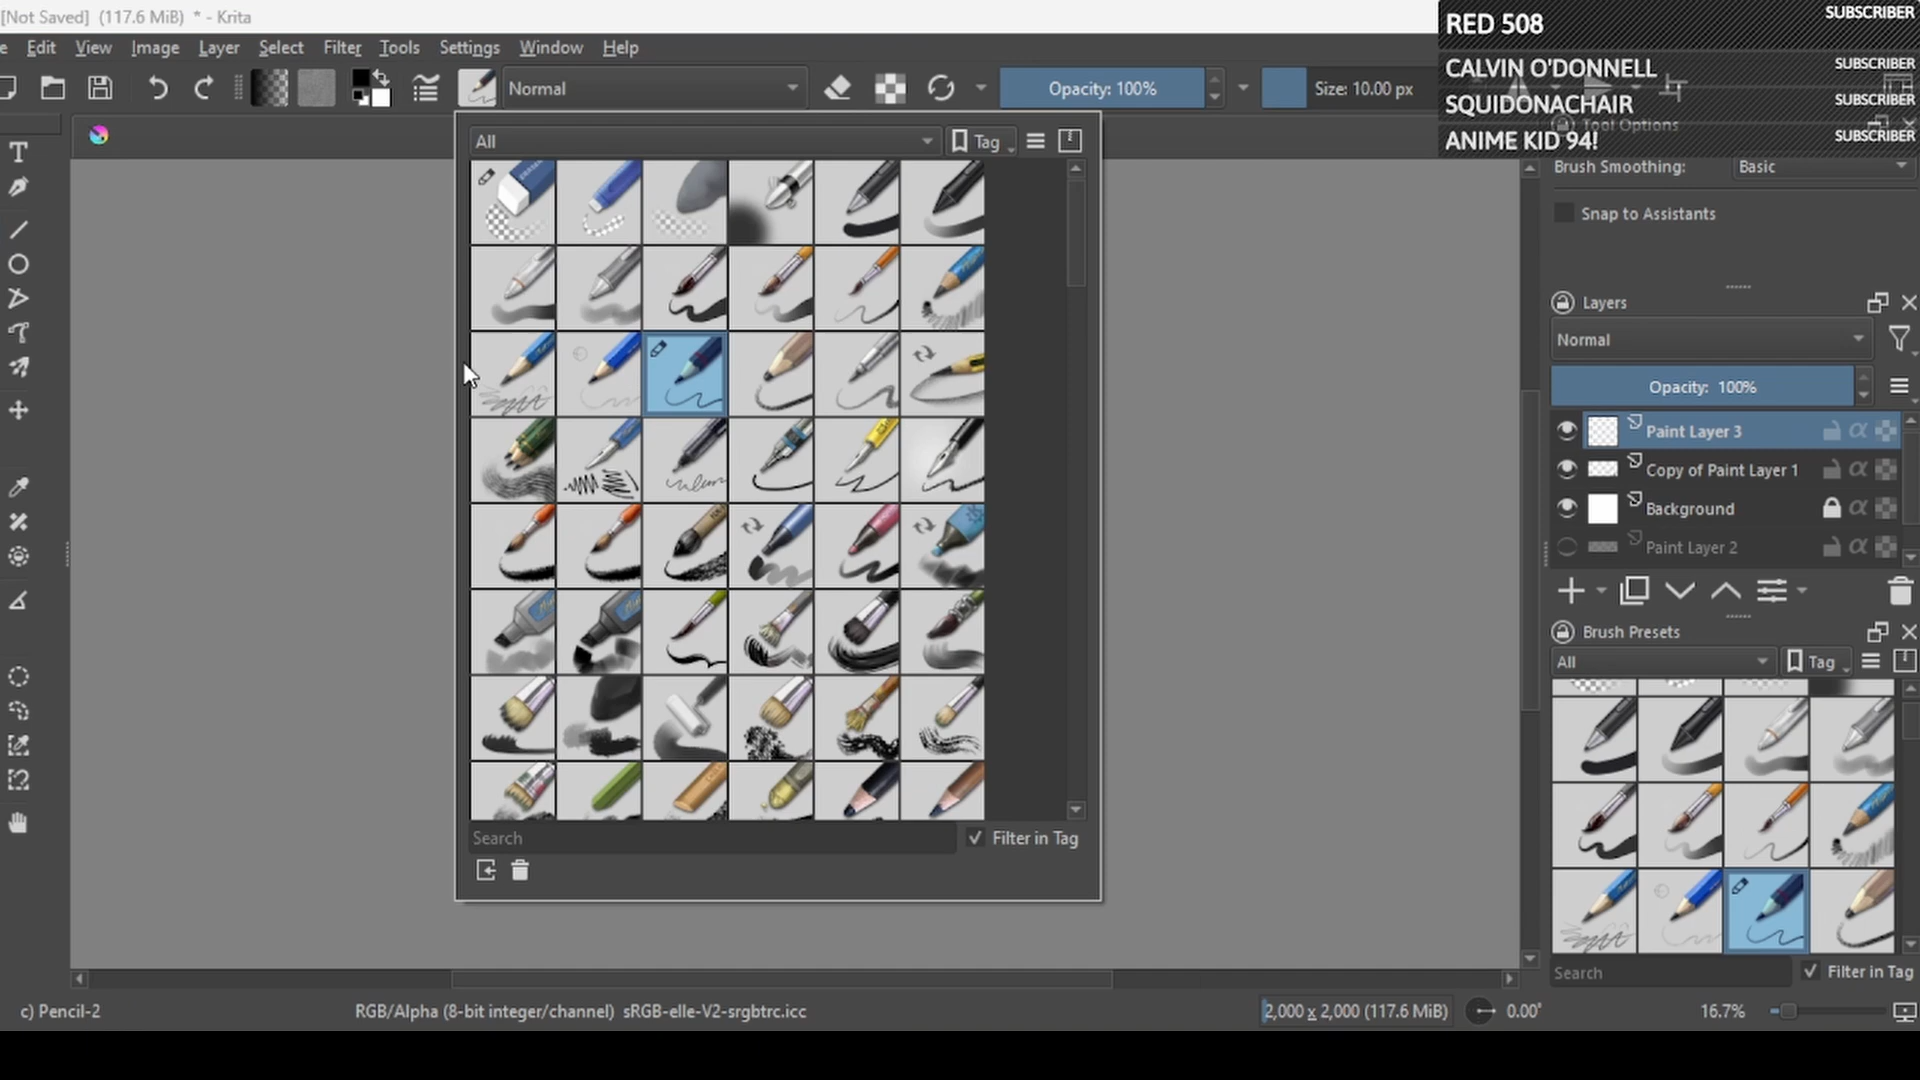 [Not Saved]  (117.6 MiB)  * - Krita
e Edit View Image Layer Select Filter Tools Settings Window Help
Normal
Opacity: 100%
Size: 10.00 px
RED 508 SUBSCRIBER
CALVIN O'DONNELL SUBSCRIBER
SQUIDONACHAIR SUBSCRIBER
ANIME KID 94! SUBSCRIBER
Tool Options
All
Tag
Brush Smoothing: Basic
Snap to Assistants
Layers
Normal
Opacity: 100%
Paint Layer 3
Copy of Paint Layer 1
Background
Paint Layer 2
Brush Presets
All
Tag
Search
Filter in Tag
Search
Filter in Tag
c) Pencil-2
RGB/Alpha (8-bit integer/channel)  sRGB-elle-V2-srgbtrc.icc
2,000 x 2,000 (117.6 MiB)
0.00°
16.7%